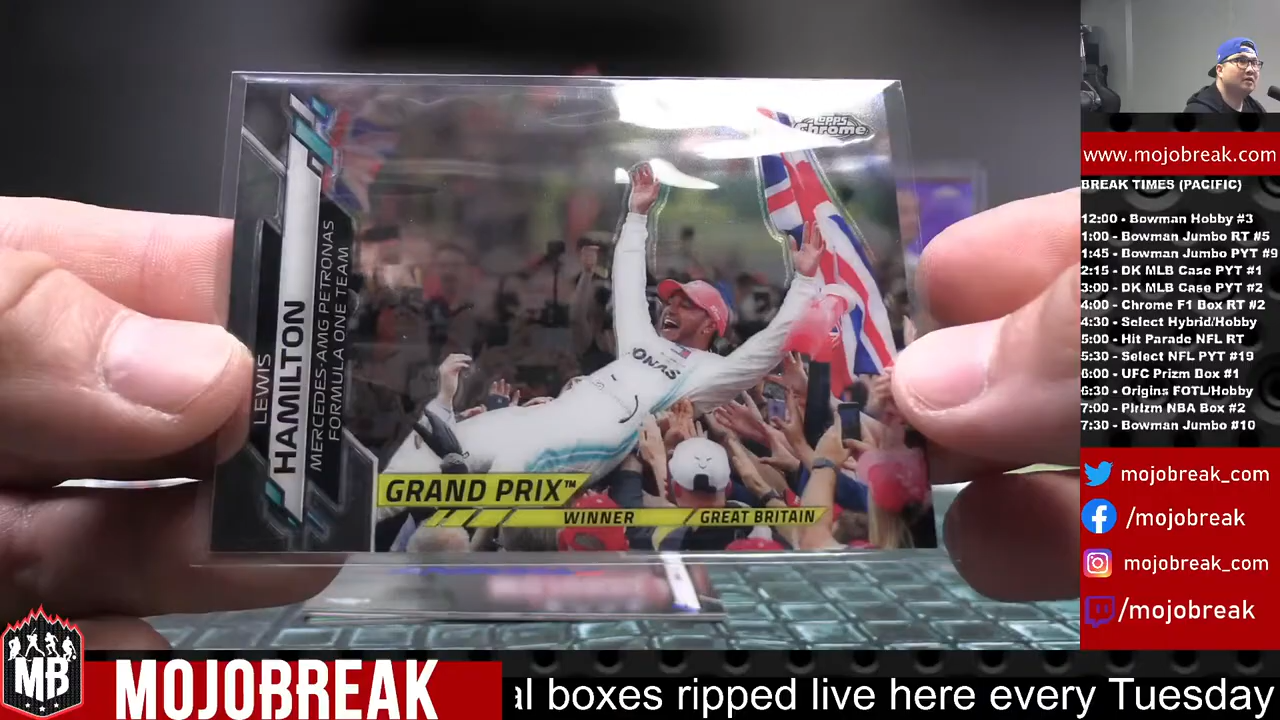 Topps
Chrome
LEWIS
HAMILTON
MERCEDES-AMG PETRONAS
FORMULA ONE TEAM
ONAS
GRAND PRIX™
WINNER
GREAT BRITAIN
www.mojobreak.com
BREAK TIMES (PACIFIC)
12:00 - Bowman Hobby #3
1:00 - Bowman Jumbo RT #5
1:45 - Bowman Jumbo PYT #9
2:15 - DK MLB Case PYT #1
3:00 - DK MLB Case PYT #2
4:00 - Chrome F1 Box RT #2
4:30 - Select Hybrid/Hobby
5:00 - Hit Parade NFL RT
5:30 - Select NFL PYT #19
6:00 - UFC Prizm Box #1
6:30 - Origins FOTL/Hobby
7:00 - Pirizm NBA Box #2
7:30 - Bowman Jumbo #10
mojobreak
/mojobreak
mojobreak_com
/mojobreak
MB
MOJOBREAK
al boxes ripped live here every Tuesday